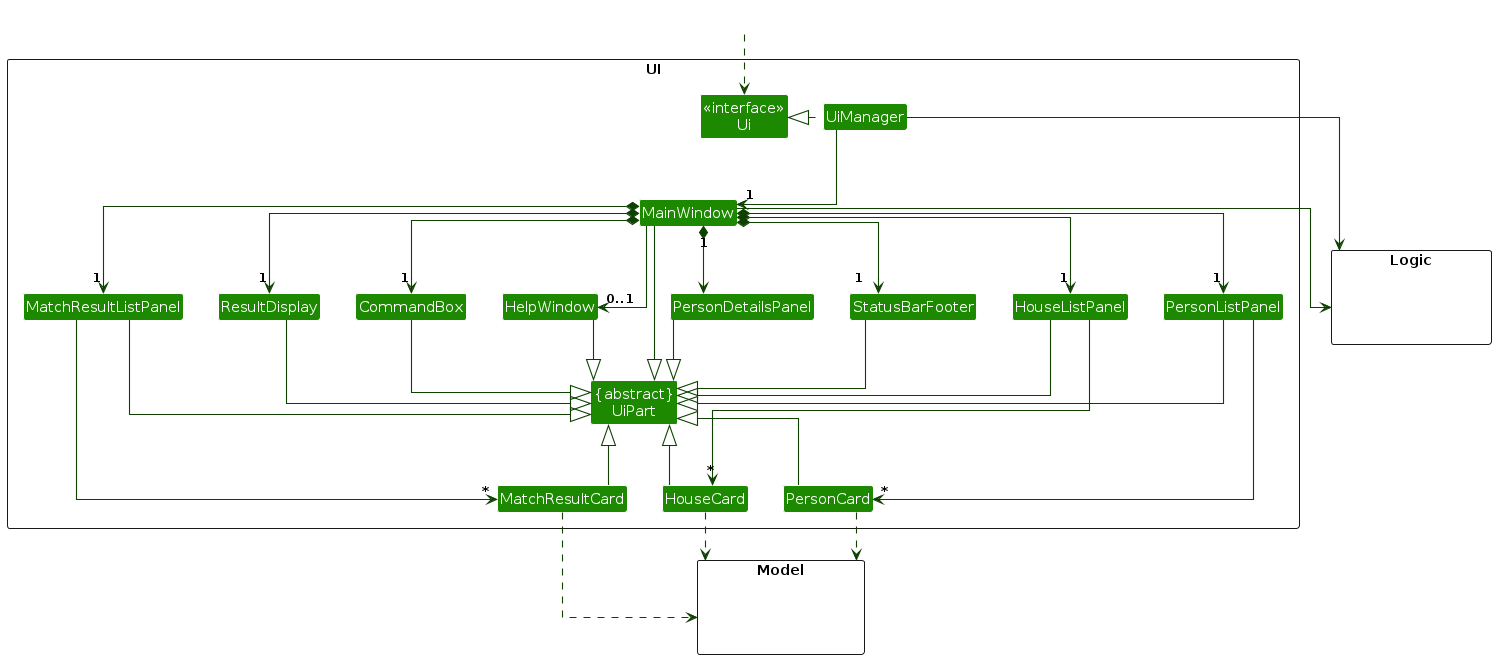 UI
«interface»
Ui
UiManager
1
MainWindow
1
1
1
1
0..1
1
1
1
MatchResultListPanel
ResultDisplay
CommandBox
HelpWindow
PersonDetailsPanel
StatusBarFooter
HouseListPanel
PersonListPanel
Logic
{abstract}
UiPart
*
*
*
MatchResultCard
HouseCard
PersonCard
Model